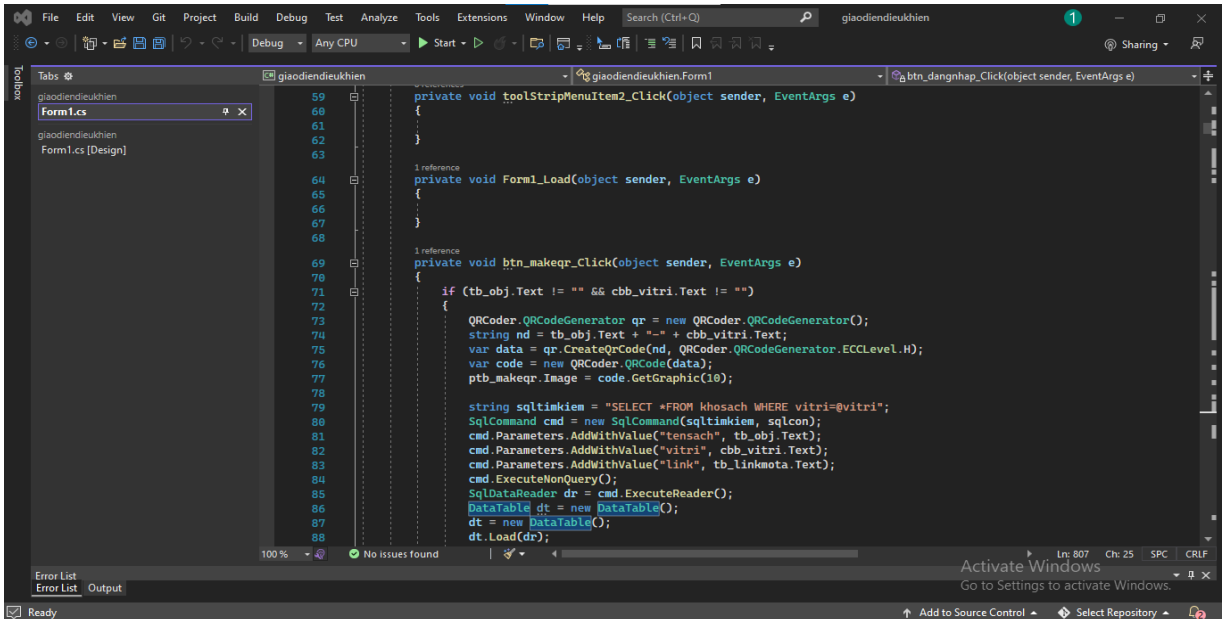 File Edit View Git Project Build Debug Test Analyze Tools Extensions Window Help Search (Ctrl+Q) giaodiendieukhien 1
Debug Any CPU Start Sharing
Toolbox
Tabs
giaodiendieukhien
Form1.cs
giaodiendieukhien
Form1.cs [Design]
giaodiendieukhien giaodiendieukhien.Form1 btn_dangnhap_Click(object sender, EventArgs e)
59 private void toolStripMenuItem2_Click(object sender, EventArgs e)
60 {
61
62 }
63
1 reference
64 private void Form1_Load(object sender, EventArgs e)
65 {
66
67 }
68
1 reference
69 private void btn_makeqr_Click(object sender, EventArgs e)
70 {
71 if (tb_obj.Text != "" && cbb_vitri.Text != "")
72 {
73 QRCoder.QRCodeGenerator qr = new QRCoder.QRCodeGenerator();
74 string nd = tb_obj.Text + "-" + cbb_vitri.Text;
75 var data = qr.CreateQrCode(nd, QRCoder.QRCodeGenerator.ECCLevel.H);
76 var code = new QRCoder.QRCode(data);
77 ptb_makeqr.Image = code.GetGraphic(10);
78
79 string sqltimkiem = "SELECT *FROM khosach WHERE vitri=@vitri";
80 SqlCommand cmd = new SqlCommand(sqltimkiem, sqlcon);
81 cmd.Parameters.AddWithValue("tensach", tb_obj.Text);
82 cmd.Parameters.AddWithValue("vitri", cbb_vitri.Text);
83 cmd.Parameters.AddWithValue("link", tb_linkmota.Text);
84 cmd.ExecuteNonQuery();
85 SqlDataReader dr = cmd.ExecuteReader();
86 DataTable dt = new DataTable();
87 dt = new DataTable();
88 dt.Load(dr);
100 % No issues found Ln: 807 Ch: 25 SPC CRLF
Activate Windows
Go to Settings to activate Windows.
Error List
Error List Output
Ready Add to Source Control Select Repository 2